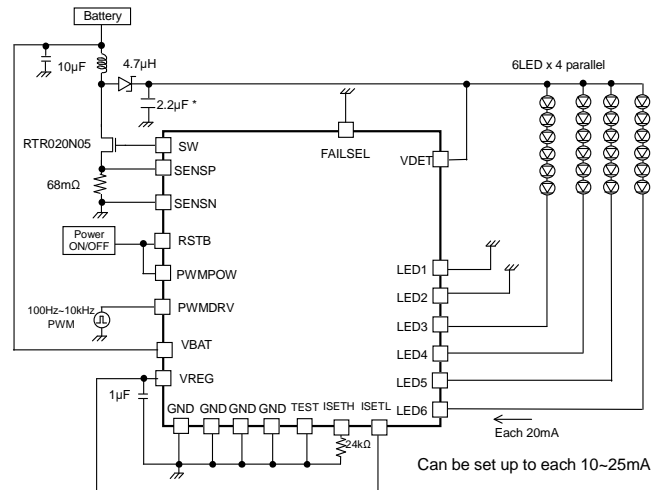 Battery
10µF
4.7µH
2.2µF *
6LED x 4 parallel
RTR020N05
SW
FAILSEL
VDET
SENSP
68mΩ
SENSN
Power
ON/OFF
RSTB
PWMPOW
LED1
LED2
100Hz~10kHz
PWM
PWMDRV
LED3
VBAT
LED4
VREG
LED5
1µF
GND GND GND GND TEST ISETH ISETL
LED6
24kΩ
Each 20mA
Can be set up to each 10~25mA